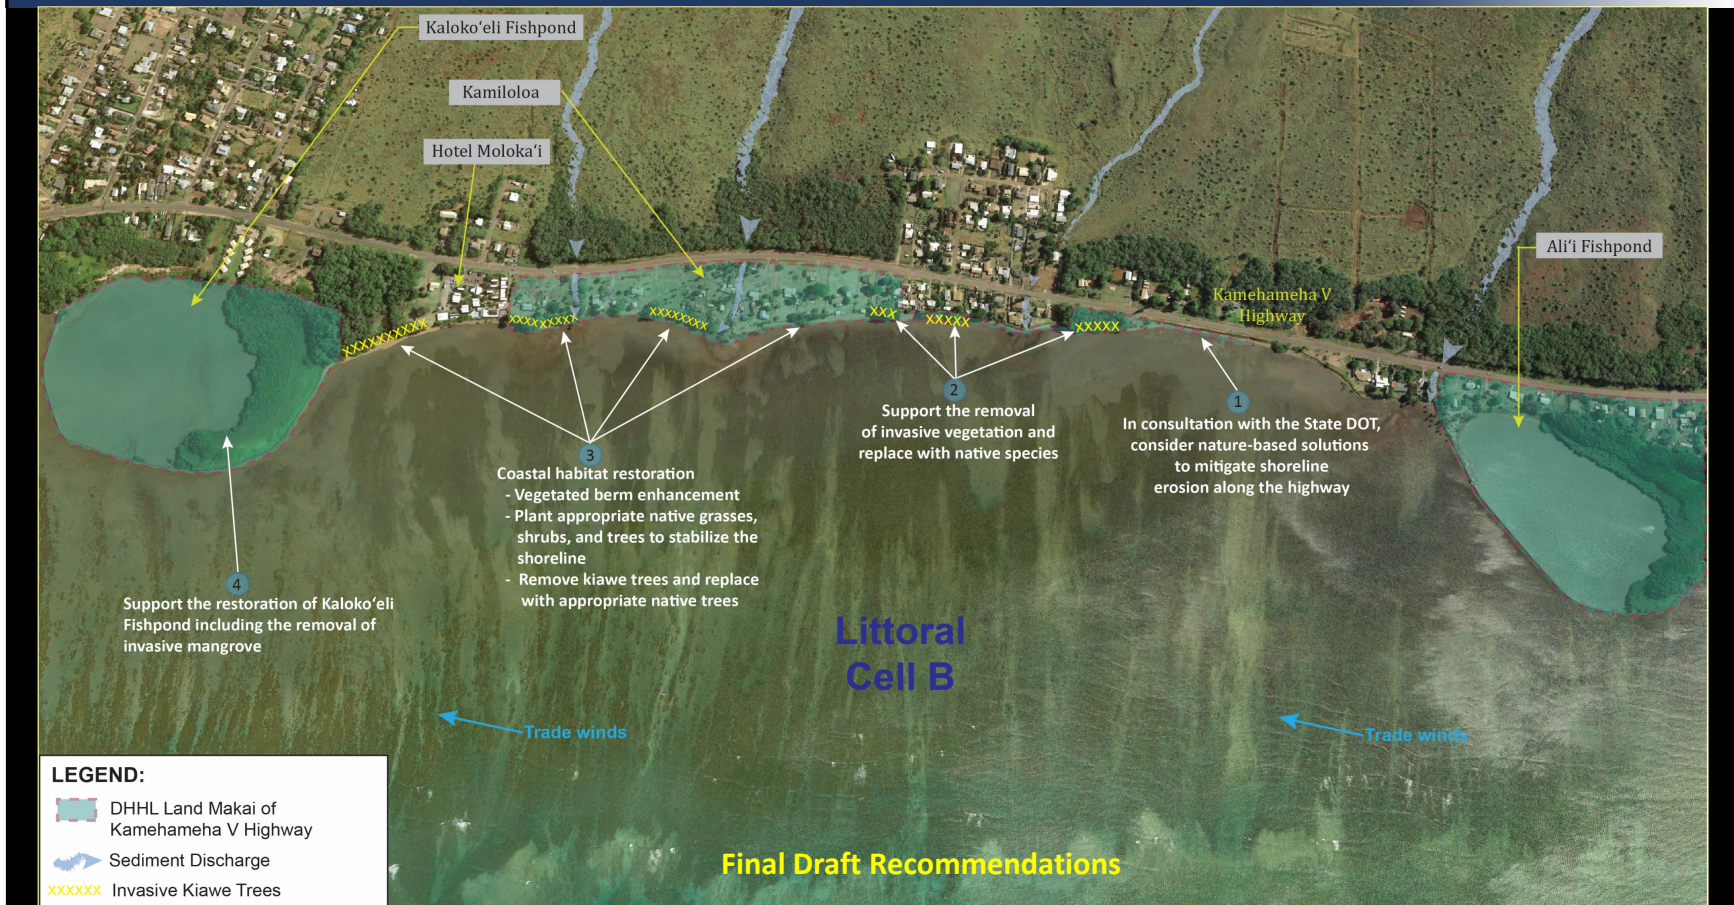 Kaloko‘eli Fishpond
Kamiloloa
Hotel Moloka‘i
Ali‘i Fishpond
Kamehameha V
Highway
XXXXXXXXXX
XXXXXXXXX
XXXXXXXX
XXX
XXXXX
XXXXX
1
In consultation with the State DOT,
consider nature-based solutions
to mitigate shoreline
erosion along the highway
2
Support the removal
of invasive vegetation and
replace with native species
3
Coastal habitat restoration
- Vegetated berm enhancement
- Plant appropriate native grasses,
shrubs, and trees to stabilize the
shoreline
- Remove kiawe trees and replace
with appropriate native trees
4
Support the restoration of Kaloko‘eli
Fishpond including the removal of
invasive mangrove
Littoral
Cell B
Trade winds
Trade winds
LEGEND:
DHHL Land Makai of
Kamehameha V Highway
Sediment Discharge
XXXXXX Invasive Kiawe Trees
Final Draft Recommendations